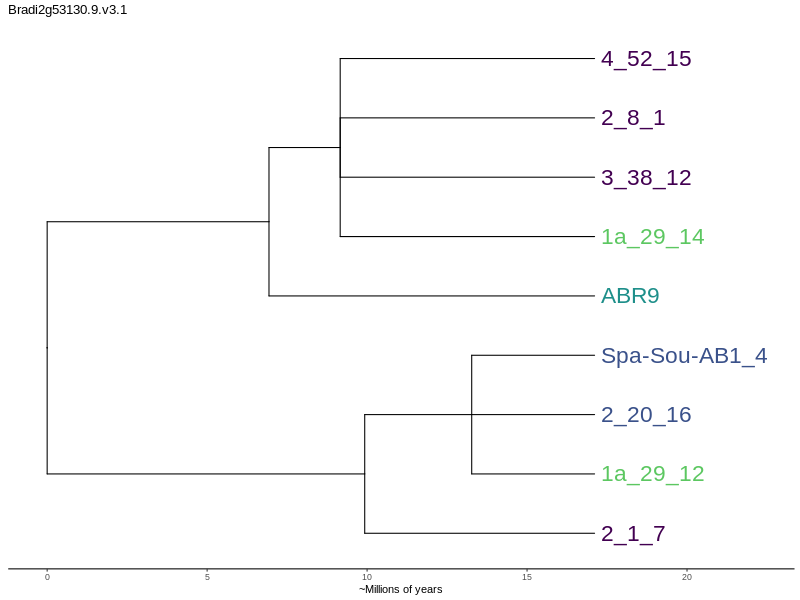 Bradi2g53130.9.v3.1
4_52_15
2_8_1
3_38_12
1a_29_14
ABR9
Spa-Sou-AB1_4
2_20_16
1a_29_12
2_1_7
0 5 10 15 20
~Millions of years